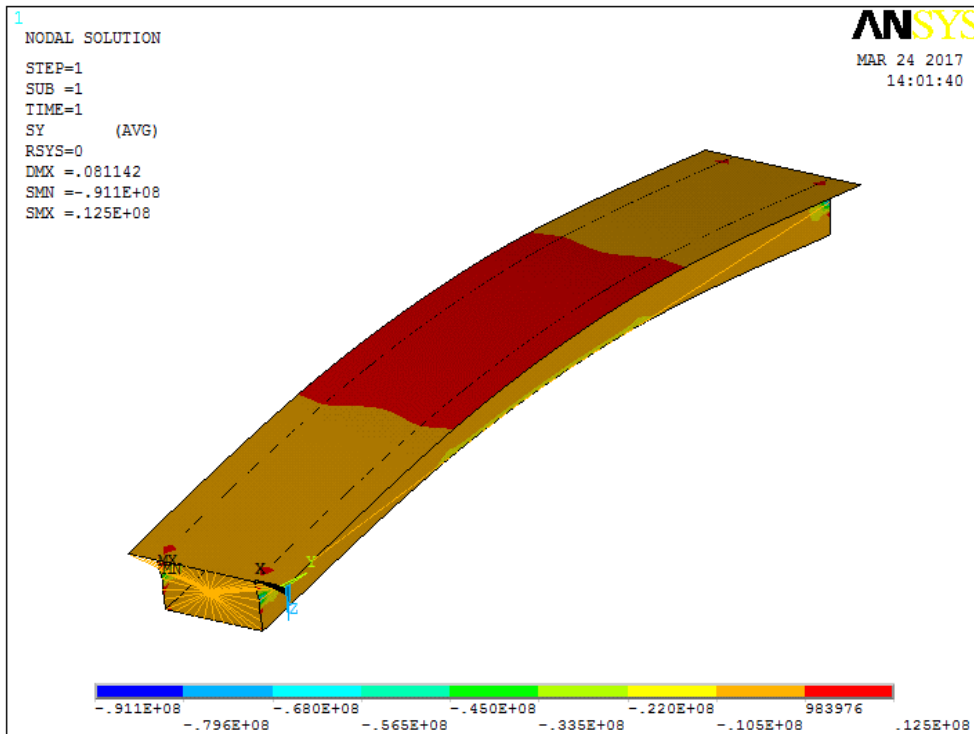 1
NODAL SOLUTION
STEP=1
SUB =1
TIME=1
SY (AVG)
RSYS=0
DMX =.081142
SMN =-.911E+08
SMX =.125E+08
ANSYS
MAR 24 2017
14:01:40
MX
MN
X
Y
Z
-.911E+08 -.680E+08 -.450E+08 -.220E+08 983976
-.796E+08 -.565E+08 -.335E+08 -.105E+08 .125E+08